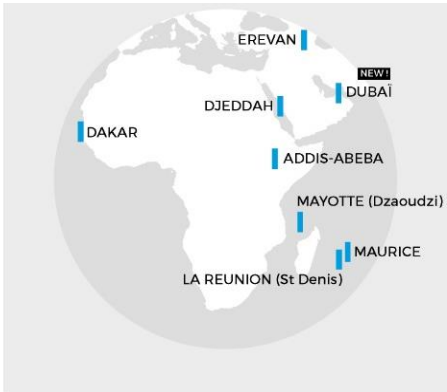 EREVAN
NEW !
DUBAÏ
DJEDDAH
DAKAR
ADDIS-ABEBA
MAYOTTE (Dzaoudzi)
MAURICE
LA REUNION (St Denis)